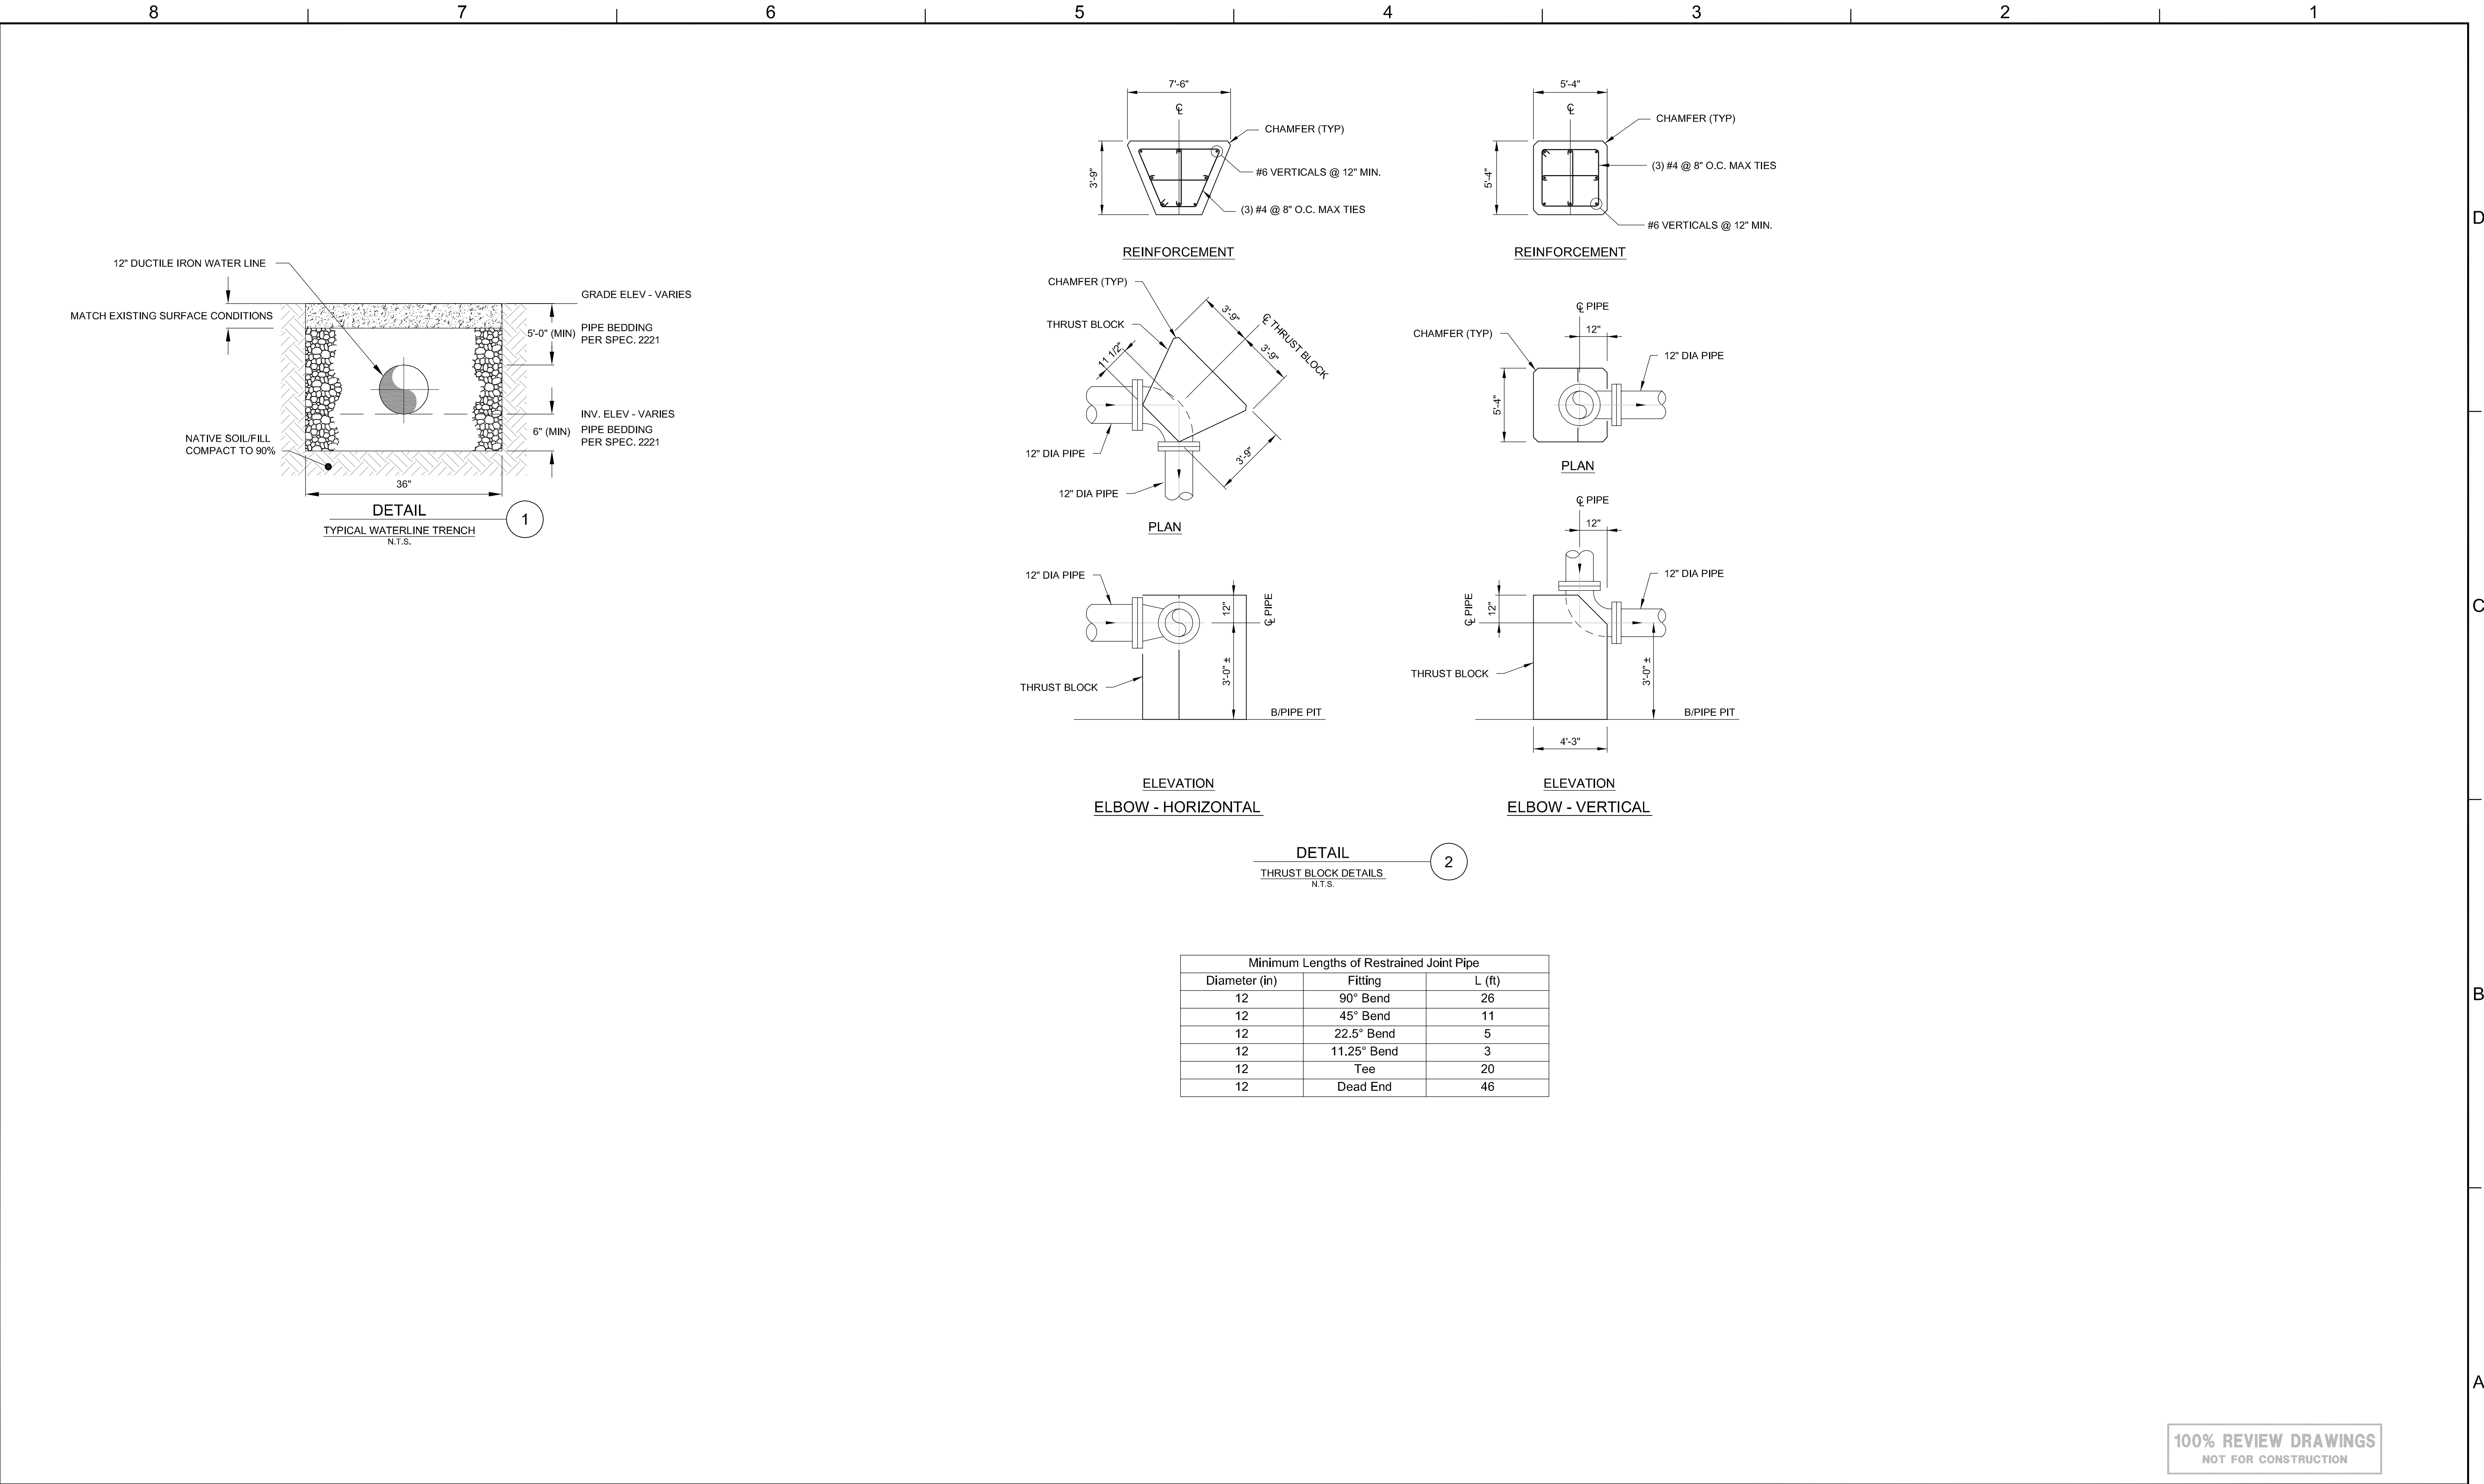 8 7 6 5 4 3 2 1
D
C
B
A
12" DUCTILE IRON WATER LINE
MATCH EXISTING SURFACE CONDITIONS
GRADE ELEV - VARIES
5'-0" (MIN)
PIPE BEDDING
PER SPEC. 2221
INV. ELEV - VARIES
6" (MIN)
PIPE BEDDING
PER SPEC. 2221
NATIVE SOIL/FILL
COMPACT TO 90%
36"
DETAIL
1
TYPICAL WATERLINE TRENCH
N.T.S.
7'-6"
℄
CHAMFER (TYP)
3'-9"
#6 VERTICALS @ 12" MIN.
(3) #4 @ 8" O.C. MAX TIES
REINFORCEMENT
CHAMFER (TYP)
THRUST BLOCK
3'-9"
℄ THRUST BLOCK
3'-9"
11 1/2"
3'-9"
12" DIA PIPE
12" DIA PIPE
PLAN
12" DIA PIPE
12"
℄ PIPE
3'-0" ±
THRUST BLOCK
B/PIPE PIT
ELEVATION
ELBOW - HORIZONTAL
5'-4"
℄
CHAMFER (TYP)
5'-4"
(3) #4 @ 8" O.C. MAX TIES
#6 VERTICALS @ 12" MIN.
REINFORCEMENT
℄ PIPE
12"
CHAMFER (TYP)
12" DIA PIPE
5'-4"
PLAN
℄ PIPE
12"
12" DIA PIPE
℄ PIPE
12"
THRUST BLOCK
3'-0" ±
B/PIPE PIT
4'-3"
ELEVATION
ELBOW - VERTICAL
DETAIL
2
THRUST BLOCK DETAILS
N.T.S.
Minimum Lengths of Restrained Joint Pipe
Diameter (in) Fitting L (ft)
12 90° Bend 26
12 45° Bend 11
12 22.5° Bend 5
12 11.25° Bend 3
12 Tee 20
12 Dead End 46
100% REVIEW DRAWINGS
NOT FOR CONSTRUCTION